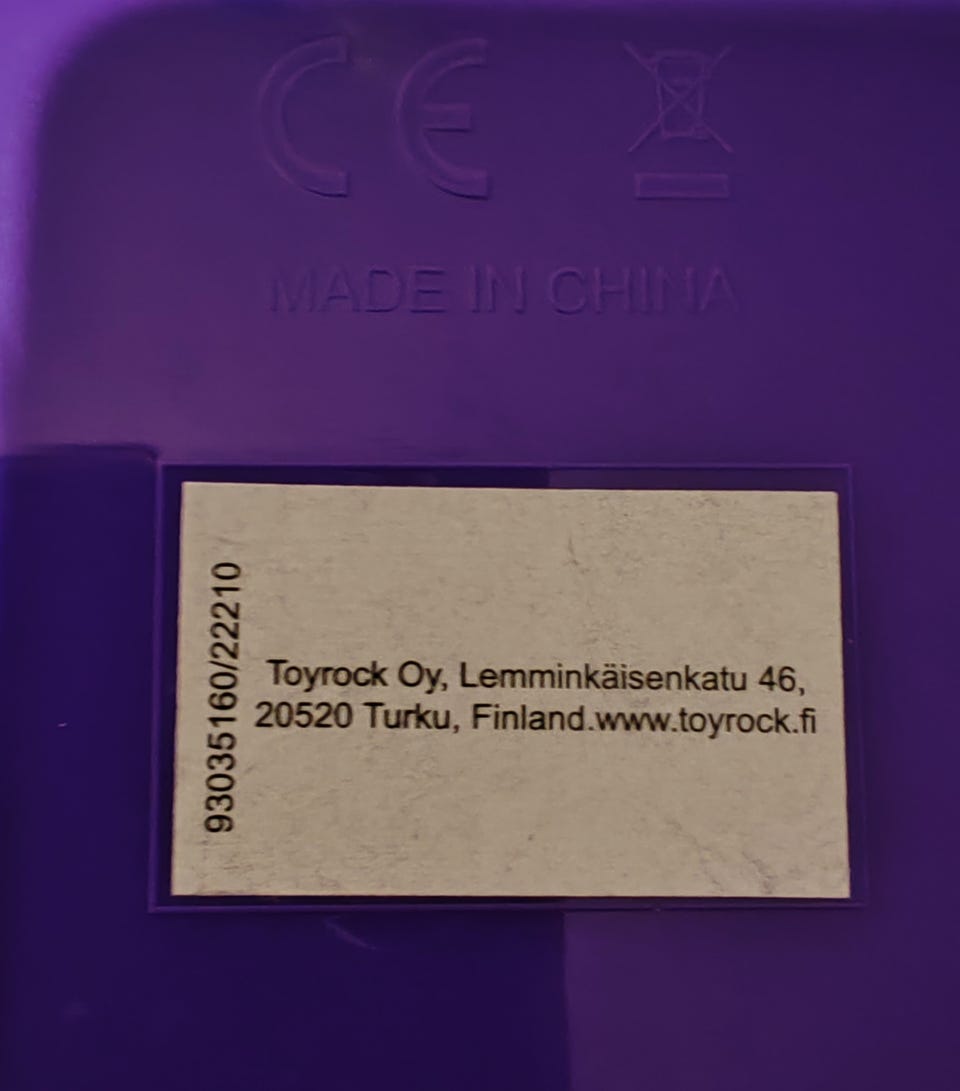 CE
MADE IN CHINA
93035160/22210
Toyrock Oy, Lemminkäisenkatu 46,
20520 Turku, Finland.www.toyrock.fi